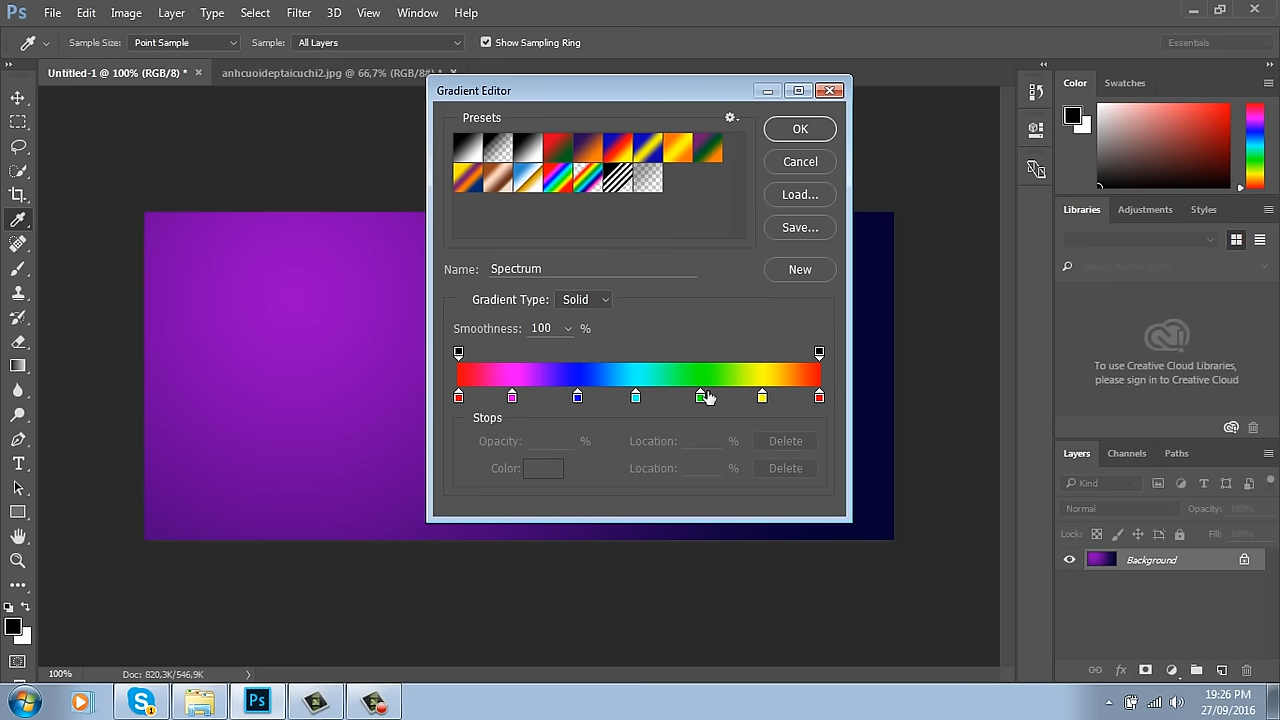 Ps File Edit Image Layer Type Select Filter 3D View Window Help
Sample Size: Point Sample Sample: All Layers Show Sampling Ring Essentials
Untitled-1 @ 100% (RGB/8) * × anhcuoideptaicuchi2.jpg @ 66,7% (RGB/8#) * ×
Gradient Editor
Presets
OK
Cancel
Load...
Save...
Name: Spectrum
New
Gradient Type: Solid
Smoothness: 100 %
Stops
Opacity: % Location: % Delete
Color: Location: % Delete
Color Swatches
Libraries Adjustments Styles
To use Creative Cloud Libraries,
please sign in to Creative Cloud
Layers Channels Paths
Kind
Normal Opacity: 100%
Lock: Fill: 100%
Background
100% Doc: 820,3K/546,9K
Ps
19:26 PM
27/09/2016